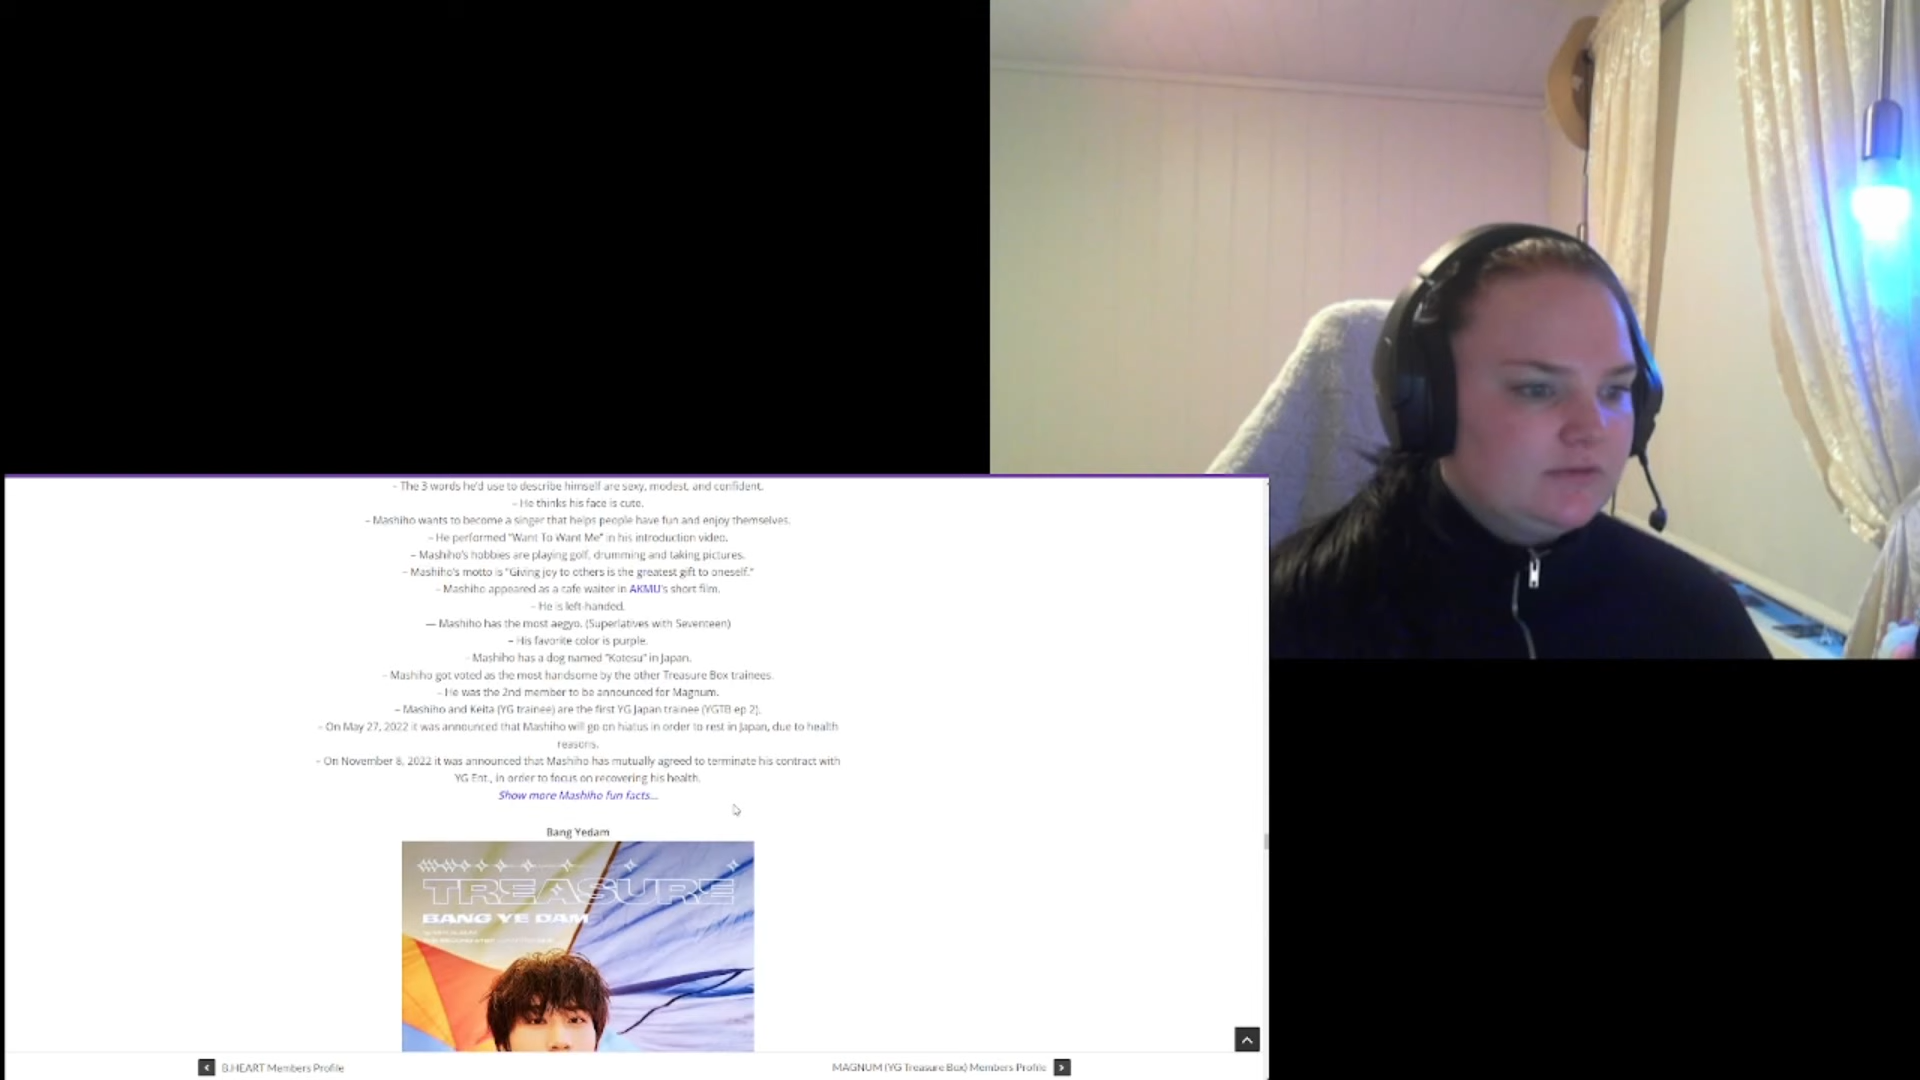 – The 3 words he'd use to describe himself are sexy, modest, and confident.
– He thinks his face is cute.
– Mashiho wants to become a singer that helps people have fun and enjoy themselves.
– He performed "Want To Want Me" in his introduction video.
– Mashiho's hobbies are playing golf, drumming and taking pictures.
– Mashiho's motto is "Giving joy to others is the greatest gift to oneself."
– Mashiho appeared as a cafe waiter in AKMU's short film.
– He is left-handed.
— Mashiho has the most aegyo. (Superlatives with Seventeen)
– His favorite color is purple.
– Mashiho has a dog named "Kotesu" in Japan.
– Mashiho got voted as the most handsome by the other Treasure Box trainees.
– He was the 2nd member to be announced for Magnum.
– Mashiho and Keita (YG trainee) are the first YG Japan trainee (YGTB ep 2).
– On May 27, 2022 it was announced that Mashiho will go on hiatus in order to rest in Japan, due to health
reasons.
– On November 8, 2022 it was announced that Mashiho has mutually agreed to terminate his contract with
YG Ent., in order to focus on recovering his health.
Show more Mashiho fun facts...
Bang Yedam
TREASURE
BANG YE DAM
B.HEART Members Profile
MAGNUM (YG Treasure Box) Members Profile